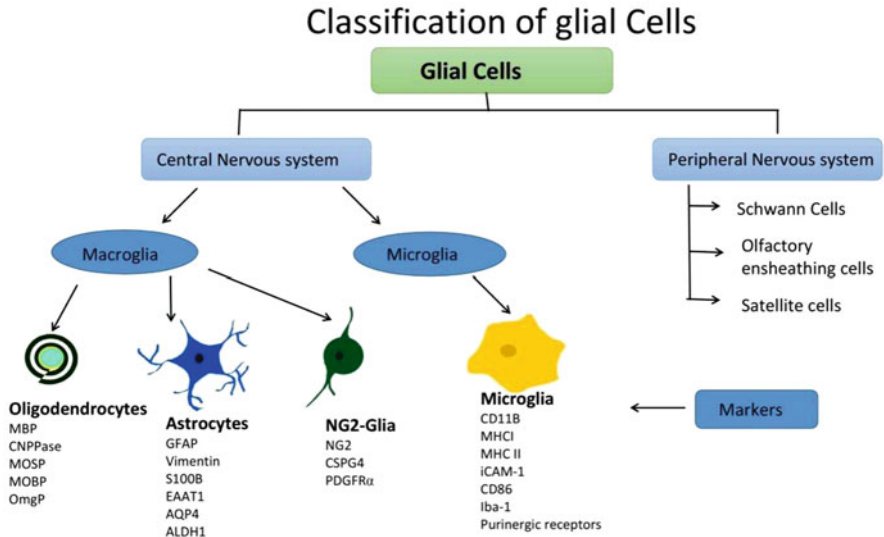 Classification of glial Cells
Glial Cells
Central Nervous system
Peripheral Nervous system
Schwann Cells
Olfactory
ensheathing cells
Satellite cells
Macroglia
Microglia
Oligodendrocytes
MBP
CNPPase
MOSP
MOBP
OmgP
Astrocytes
GFAP
Vimentin
S100B
EAAT1
AQP4
ALDH1
NG2-Glia
NG2
CSPG4
PDGFRα
Microglia
CD11B
MHCI
MHC II
iCAM-1
CD86
Iba-1
Purinergic receptors
Markers